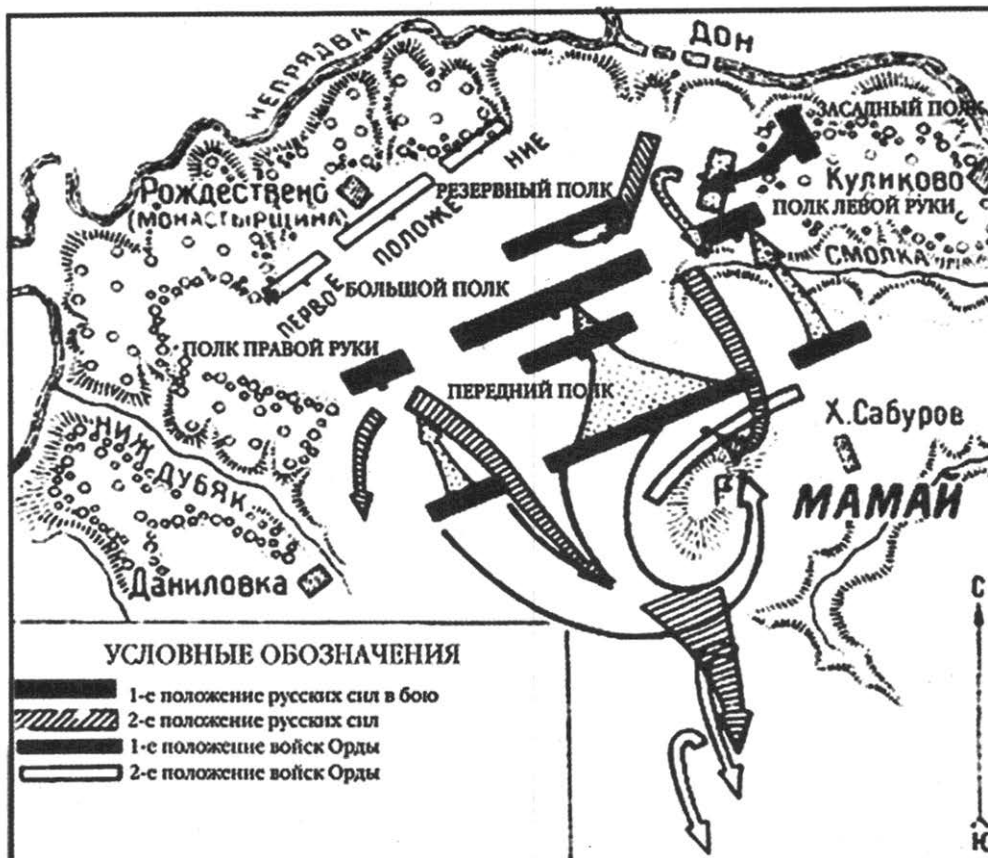 НЕПРЯДВА
ДОН
ЗАСАДНЫЙ ПОЛК
Рождествено
(МОНАСТЫРЩИНА)
РЕЗЕРВНЫЙ ПОЛК
Куликово
ПОЛК ЛЕВОЙ РУКИ
СМОЛКА
ПЕРВОЕ ПОЛОЖЕНИЕ
БОЛЬШОЙ ПОЛК
ПОЛК ПРАВОЙ РУКИ
ПЕРЕДНИЙ ПОЛК
Х. Сабуров
МАМАЙ
НИЖ. ДУБЯК
Даниловка
С
Ю
УСЛОВНЫЕ ОБОЗНАЧЕНИЯ
1-е положение русских сил в бою
2-е положение русских сил
1-е положение войск Орды
2-е положение войск Орды